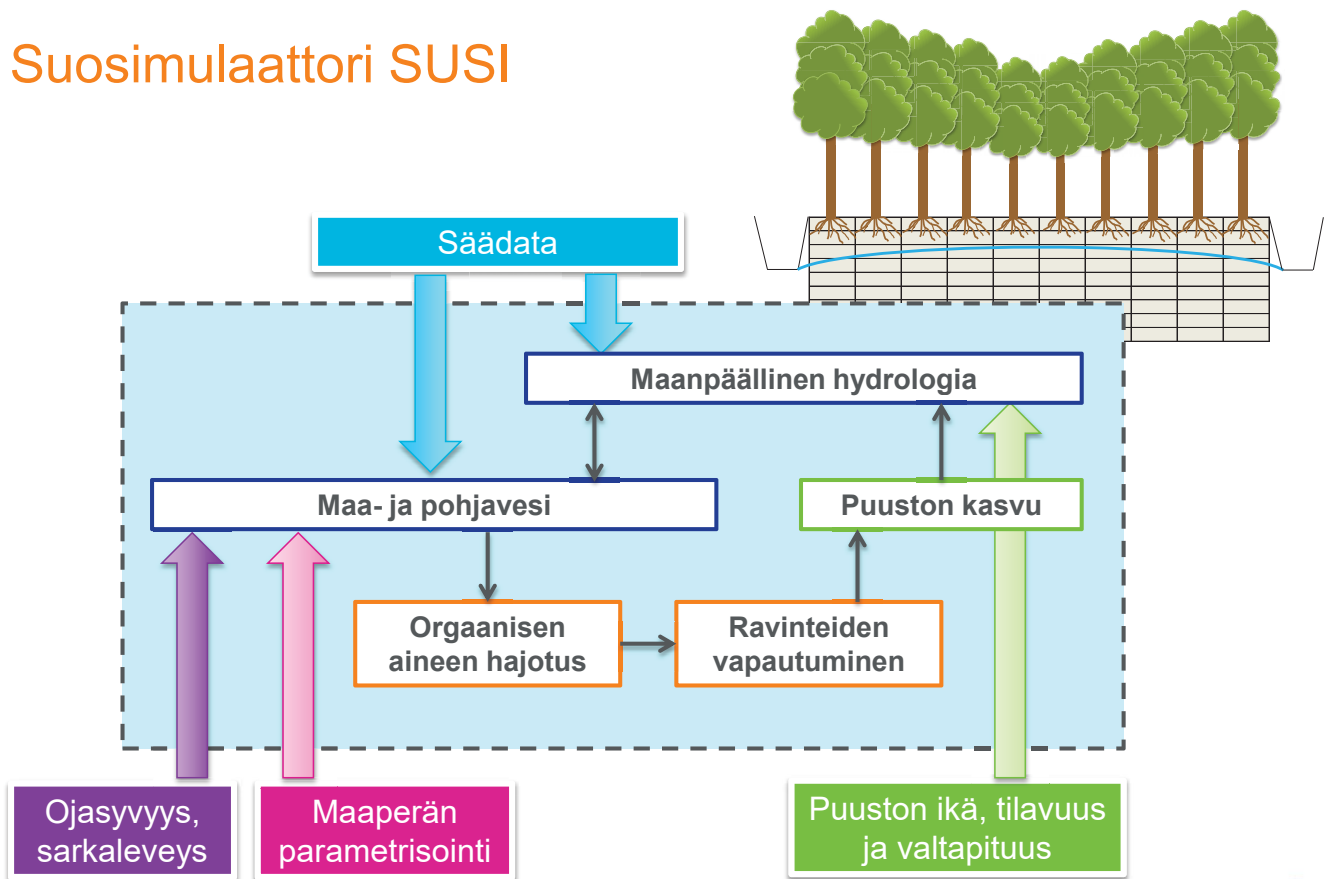 Suosimulaattori SUSI
Säädata
Maanpäällinen hydrologia
Maa- ja pohjavesi
Puuston kasvu
Orgaanisen
aineen hajotus
Ravinteiden
vapautuminen
Ojasyvyys,
sarkaleveys
Maaperän
parametrisointi
Puuston ikä, tilavuus
ja valtapituus